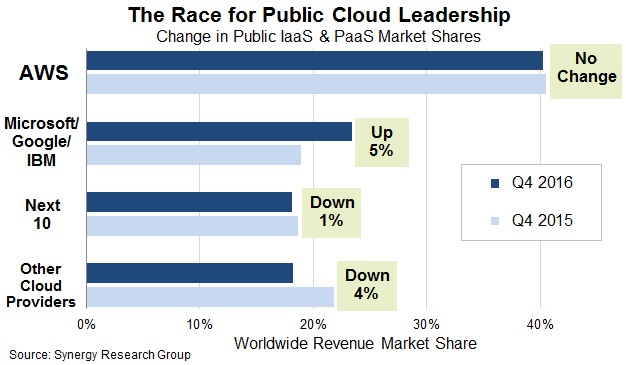 The Race for Public Cloud Leadership
Change in Public IaaS & PaaS Market Shares
AWS
No
Change
Microsoft/
Google/
IBM
Up
5%
Next
10
Down
1%
Other
Cloud
Providers
Down
4%
Q4 2016
Q4 2015
0%
10%
20%
30%
40%
Worldwide Revenue Market Share
Source: Synergy Research Group